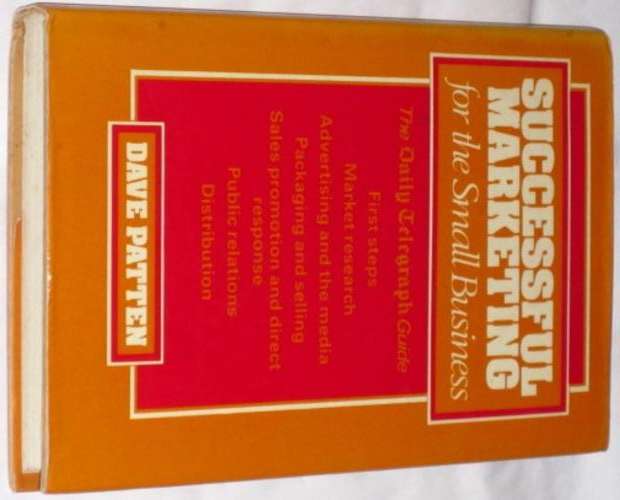 SUCCESSFUL
MARKETING
for the Small Business
The Daily Telegraph Guide
First steps
Market research
Advertising and the media
Packaging and selling
Sales promotion and direct
response
Public relations
Distribution
DAVE PATTEN